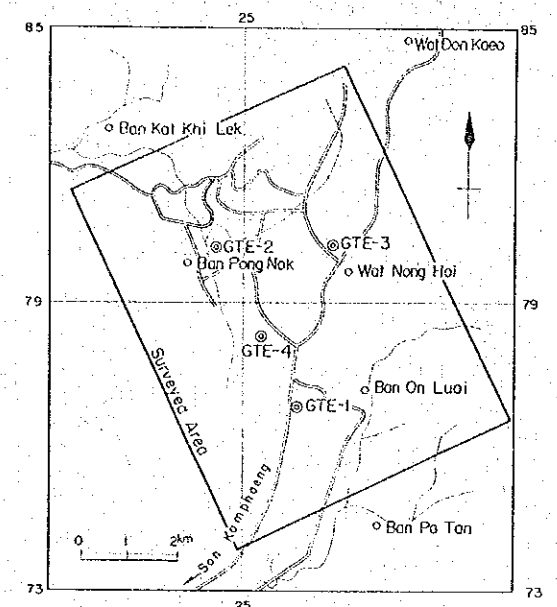 25
85
85
Wat Don Kaeo
Ban Kat Khi Lek
GTE-2
GTE-3
Ban Pong Nok
Wat Nong Hoi
79
79
GTE-4
Surveyed Area
Ban On Luai
GTE-1
San Kamphaeng
0 1 2km
Ban Pa Tan
73
73
25